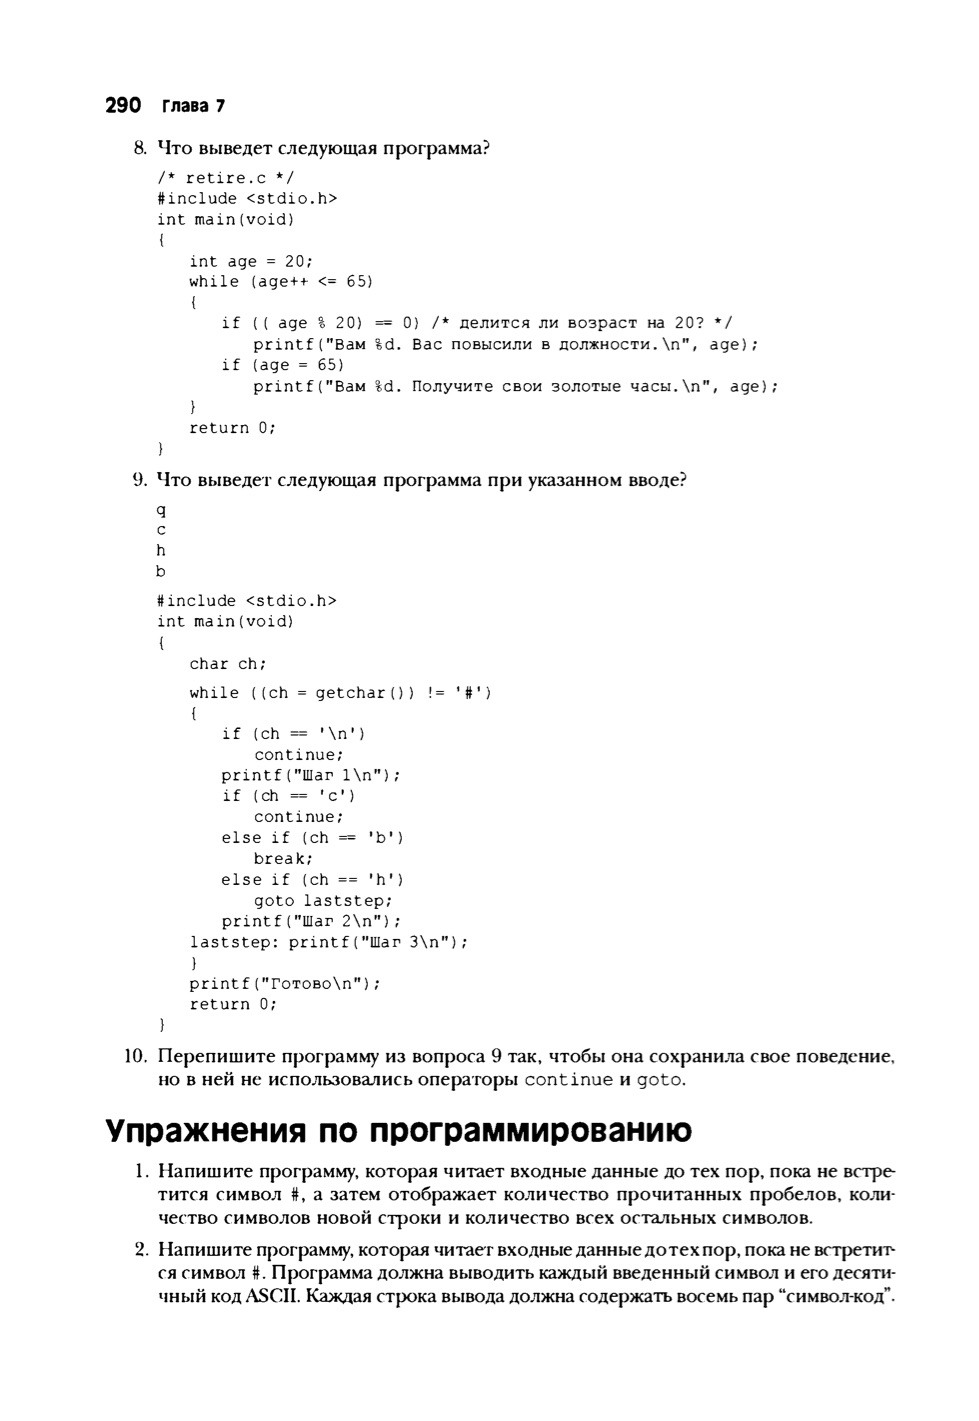 290 Глава 7
8. Что выведет следующая программа?
/* retire.c */
#include <stdio.h>
int main(void)
{
int age = 20;
while (age++ <= 65)
{
if (( age % 20) == 0) /* делится ли возраст на 20? */
printf("Вам %d. Вас повысили в должности.\n", age);
if (age = 65)
printf("Вам %d. Получите свои золотые часы.\n", age);
}
return 0;
}
9. Что выведет следующая программа при указанном вводе?
q
c
h
b
#include <stdio.h>
int main(void)
{
char ch;
while ((ch = getchar()) != '#')
{
if (ch == '\n')
continue;
printf("Шаг 1\n");
if (ch == 'c')
continue;
else if (ch == 'b')
break;
else if (ch == 'h')
goto laststep;
printf("Шаг 2\n");
laststep: printf("Шаг 3\n");
}
printf("Готово\n");
return 0;
}
10. Перепишите программу из вопроса 9 так, чтобы она сохранила свое поведение,
но в ней не использовались операторы continue и goto.
Упражнения по программированию
1. Напишите программу, которая читает входные данные до тех пор, пока не встре-
тится символ #, а затем отображает количество прочитанных пробелов, коли-
чество символов новой строки и количество всех остальных символов.
2. Напишите программу, которая читает входные данные до тех пор, пока не встретит-
ся символ #. Программа должна выводить каждый введенный символ и его десяти-
чный код ASCII. Каждая строка вывода должна содержать восемь пар “символ-код”.